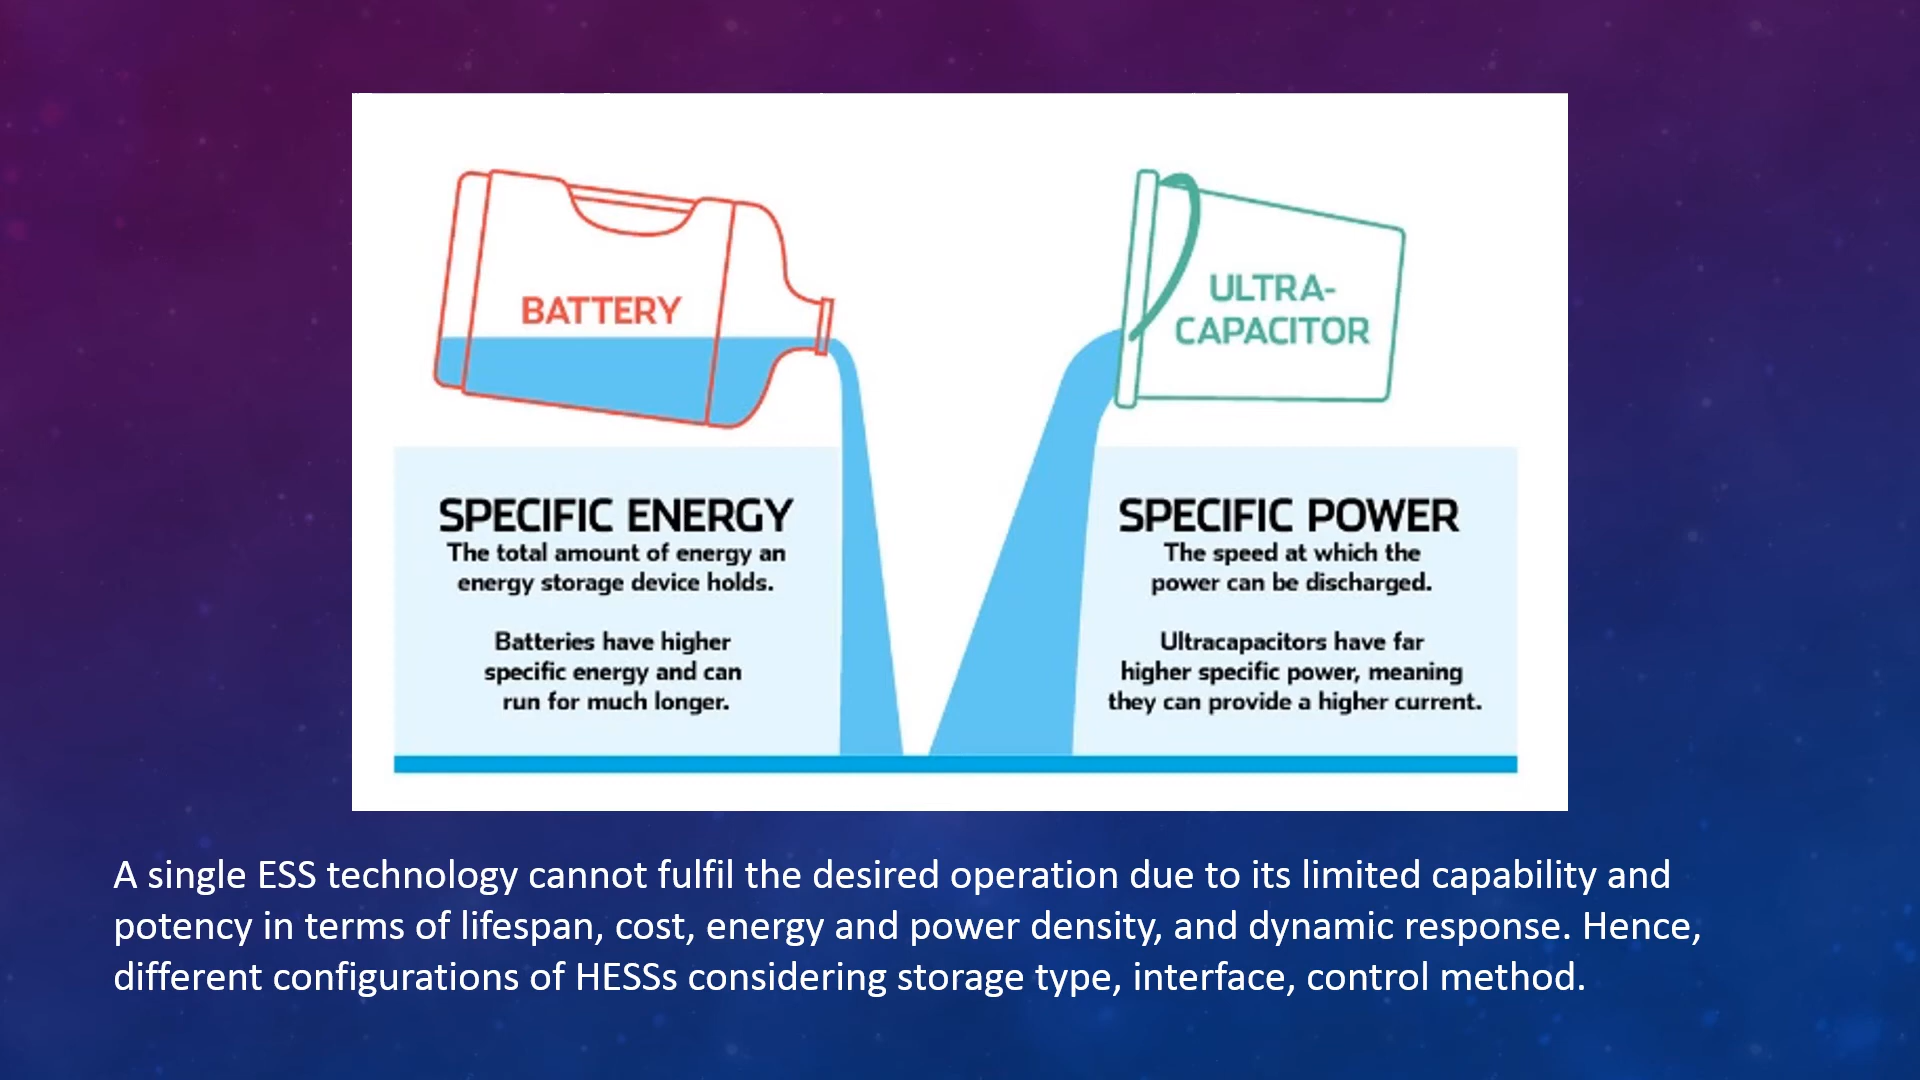 BATTERY
ULTRA-
CAPACITOR
SPECIFIC ENERGY
The total amount of energy an
energy storage device holds.
Batteries have higher
specific energy and can
run for much longer.
SPECIFIC POWER
The speed at which the
power can be discharged.
Ultracapacitors have far
higher specific power, meaning
they can provide a higher current.
A single ESS technology cannot fulfil the desired operation due to its limited capability and
potency in terms of lifespan, cost, energy and power density, and dynamic response. Hence,
different configurations of HESSs considering storage type, interface, control method.